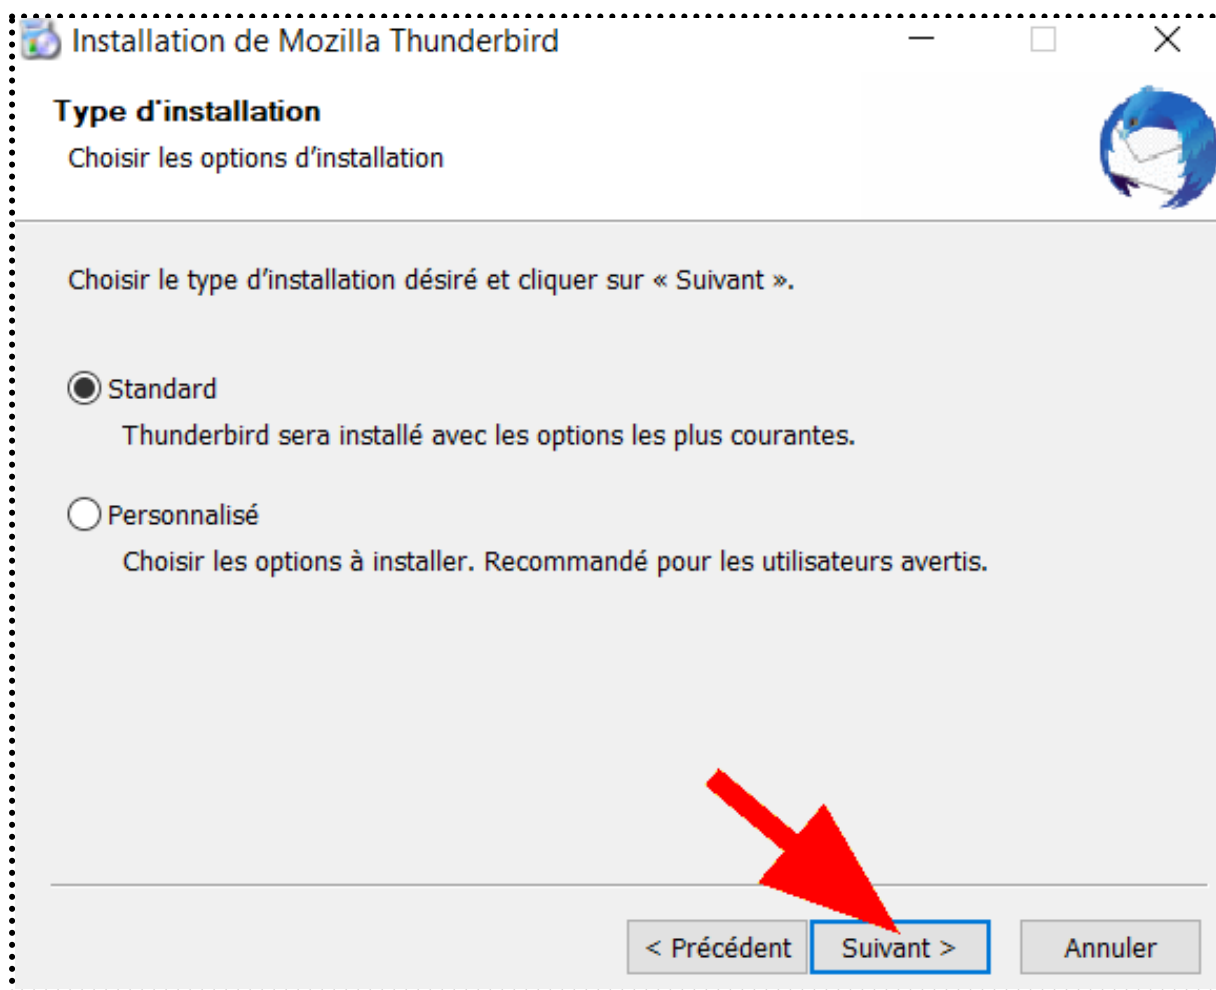 Installation de Mozilla Thunderbird
Type d'installation
Choisir les options d'installation
Choisir le type d'installation désiré et cliquer sur « Suivant ».
Standard
Thunderbird sera installé avec les options les plus courantes.
Personnalisé
Choisir les options à installer. Recommandé pour les utilisateurs avertis.
< Précédent
Suivant >
Annuler